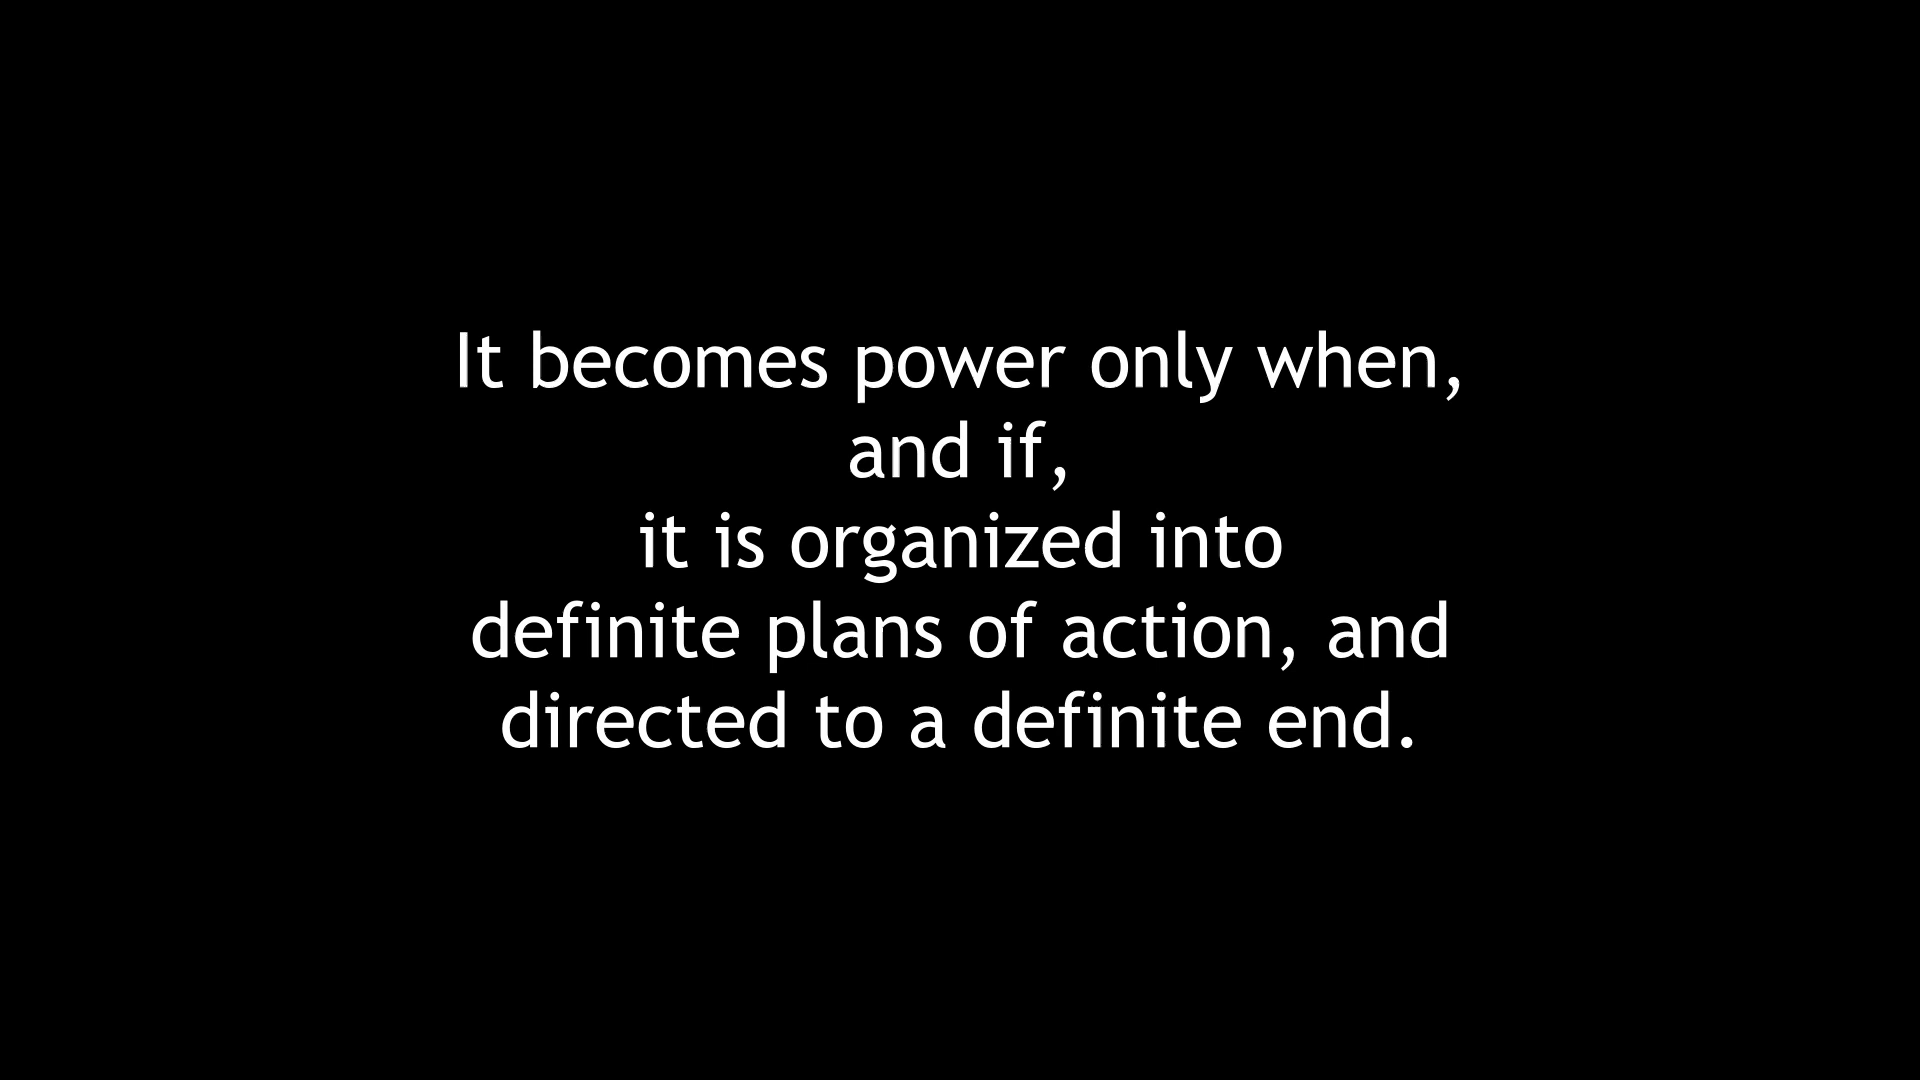 It becomes power only when,
and if,
it is organized into
definite plans of action, and
directed to a definite end.